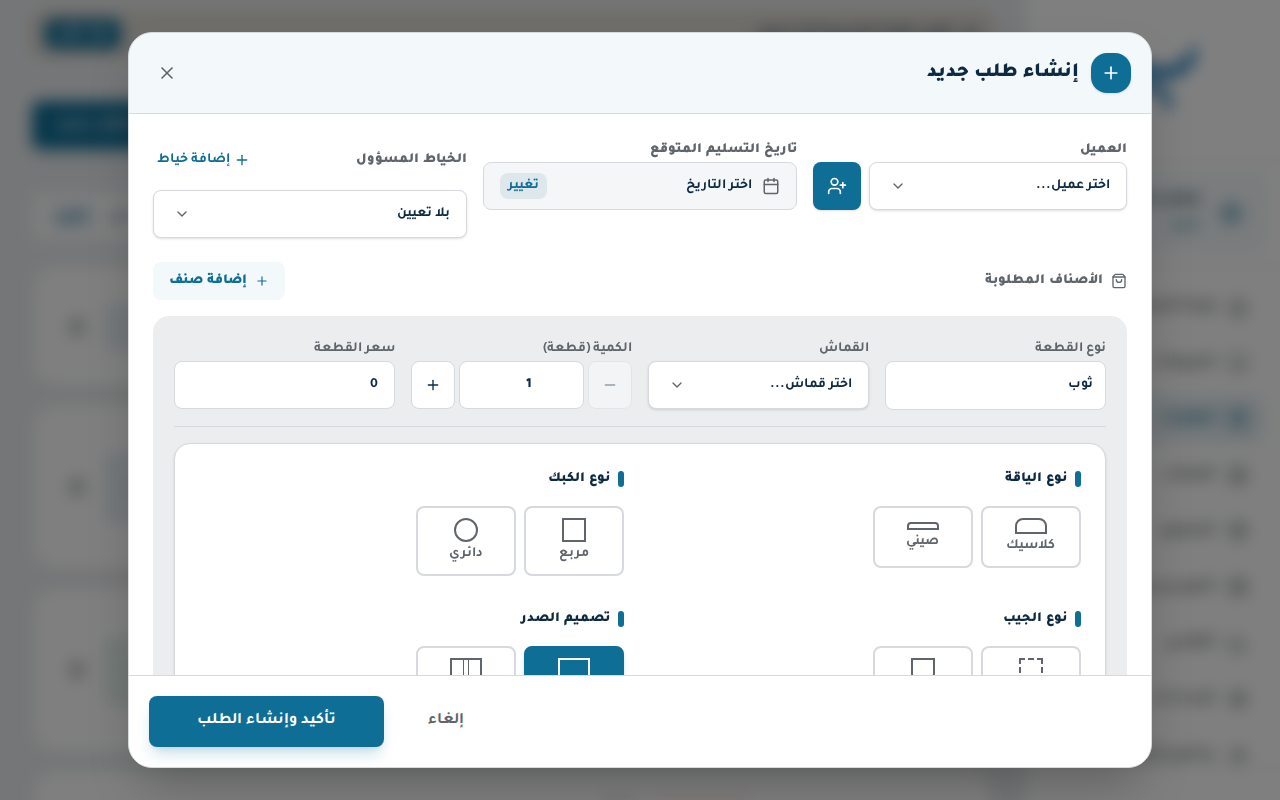 إنشاء طلب جديد
العميل
اختر عميل...
تاريخ التسليم المتوقع
اختر التاريخ
تغيير
الخياط المسؤول
إضافة خياط
بلا تعيين
الأصناف المطلوبة
إضافة صنف
نوع القطعة
ثوب
القماش
اختر قماش...
الكمية (قطعة)
1
سعر القطعة
0
نوع الياقة
كلاسيك
صيني
نوع الكبك
مربع
دائري
نوع الجيب
تصميم الصدر
إلغاء
تأكيد وإنشاء الطلب